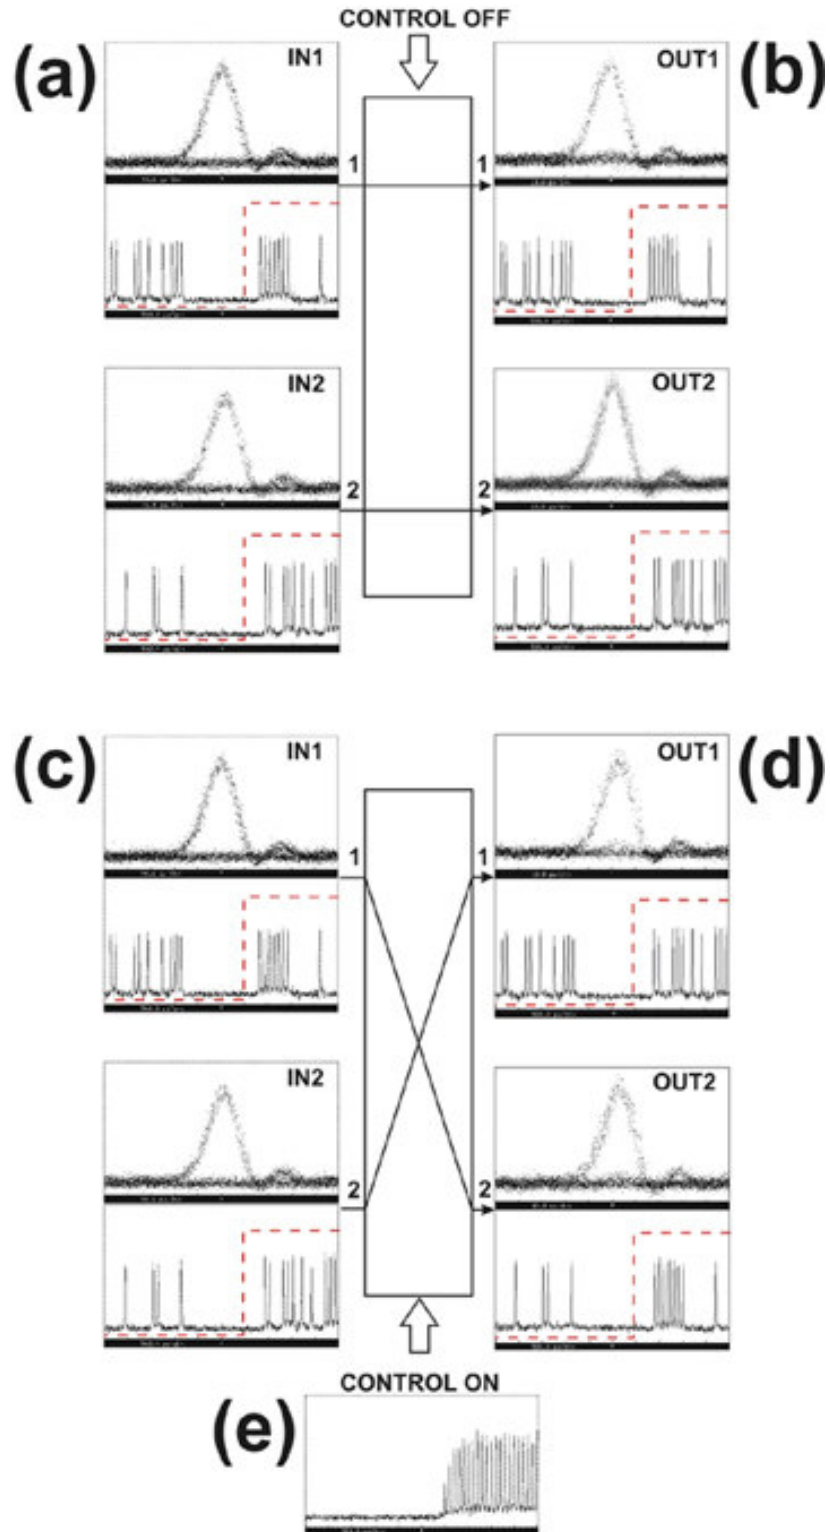 CONTROL OFF
(a)
IN1
OUT1
(b)
1
1
IN2
OUT2
2
2
(c)
IN1
OUT1
(d)
1
1
IN2
OUT2
2
2
CONTROL ON
(e)